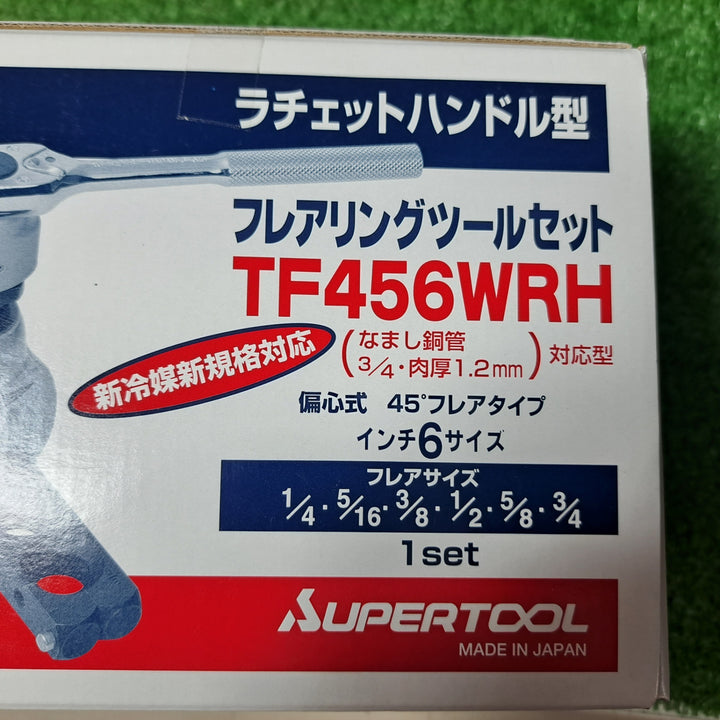 ラチェットハンドル型
フレアリングツールセット
TF456WRH
新冷媒新規格対応
(なまし銅管
3/4・肉厚1.2mm)対応型
偏心式 45°フレアタイプ
インチ6サイズ
フレアサイズ
1/4・5/16・3/8・1/2・5/8・3/4
1set
SUPERTOOL
MADE IN JAPAN